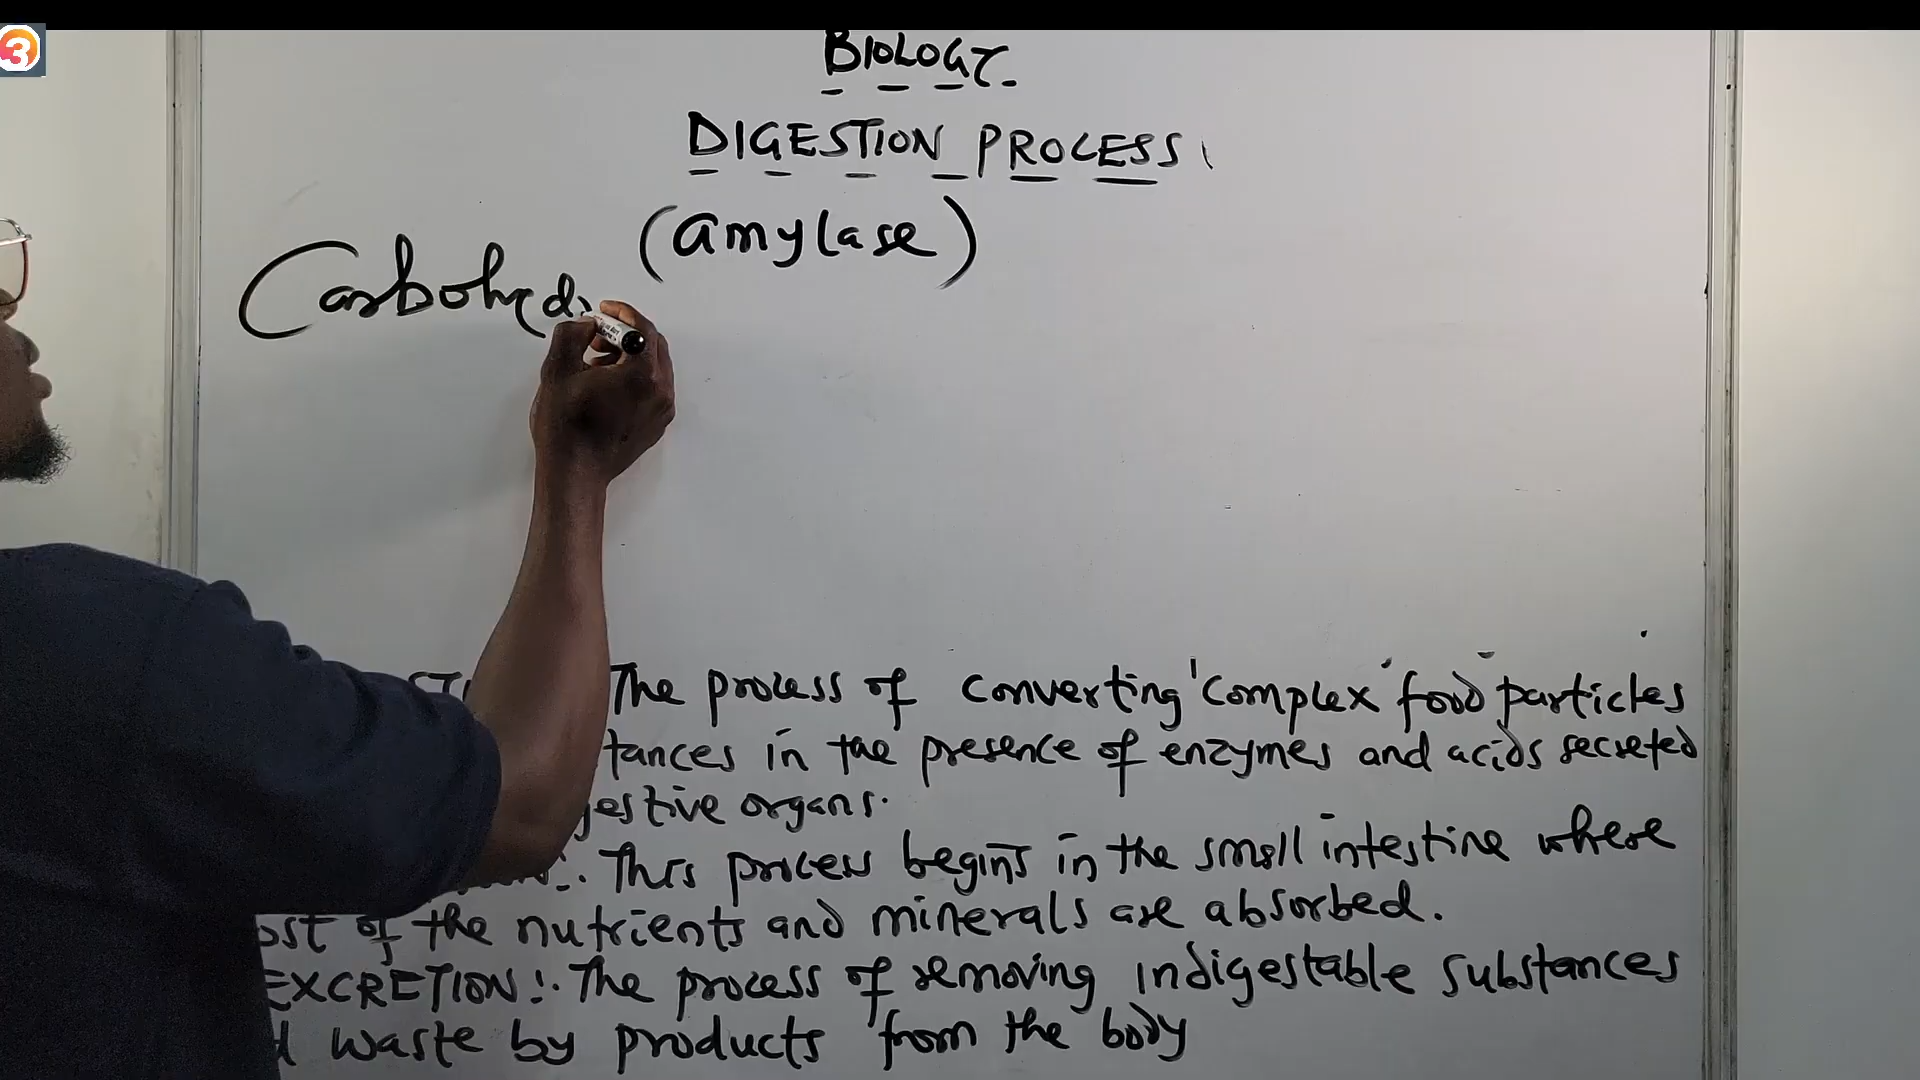 3
BIOLOGY
DIGESTION PROCESS
(amylase)
Carbohyd
The process of converting 'complex' food particles
tances in the presence of enzymes and acids secreted
gestive organs.
This process begins in the small intestine where
ost of the nutrients and minerals are absorbed.
EXCRETION:. The process of removing indigestable substances
d waste by products from the body